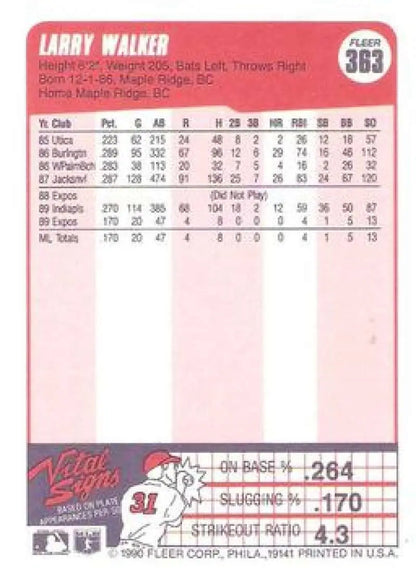 LARRY WALKER
FLEER
363
Height 6'2", Weight 205, Bats Left, Throws Right
Born 12-1-66, Maple Ridge, BC
Home Maple Ridge, BC
Yr. Club Pct. G AB R H 2B 3B HR RBI SB BB SO
85 Utica .223 62 215 24 48 8 2 2 26 12 18 57
86 Burlngtn .289 95 332 67 96 12 6 29 74 16 46 112
86 WPalmBch .283 38 113 20 32 7 5 4 16 2 26 32
87 Jacksnvl .287 128 474 91 136 25 7 26 83 24 67 120
88 Expos (Did Not Play)
89 Indiapls .270 114 385 68 104 18 2 12 59 36 50 87
89 Expos .170 20 47 4 8 0 0 0 4 1 5 13
ML Totals .170 20 47 4 8 0 0 0 4 1 5 13
Vital Signs
BASED ON PLATE
APPEARANCES PER SO
31
ON BASE % .264
SLUGGING % .170
STRIKEOUT RATIO 4.3
© 1990 FLEER CORP., PHILA., 19141 PRINTED IN U.S.A.